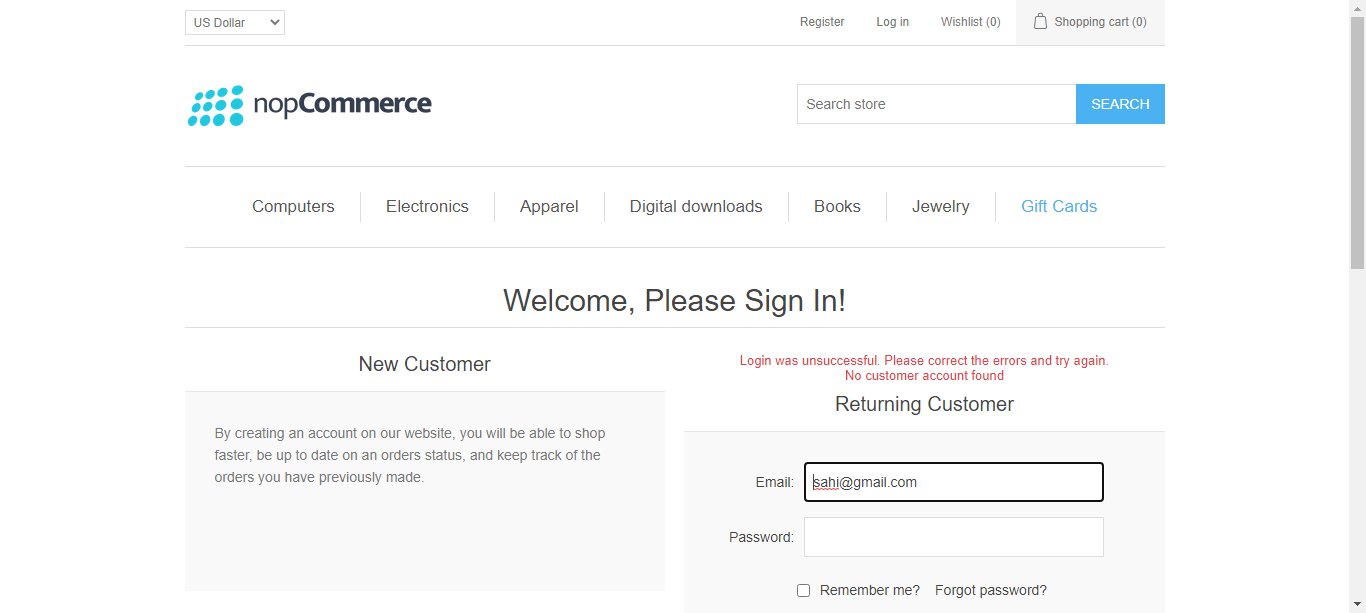 US Dollar
Register
Log in
Wishlist (0)
Shopping cart (0)
nopCommerce
Search store
SEARCH
Computers
Electronics
Apparel
Digital downloads
Books
Jewelry
Gift Cards
Welcome, Please Sign In!
New Customer
By creating an account on our website, you will be able to shop
faster, be up to date on an orders status, and keep track of the
orders you have previously made.
Login was unsuccessful. Please correct the errors and try again.
No customer account found
Returning Customer
Email:
sahi@gmail.com
Password:
Remember me?
Forgot password?